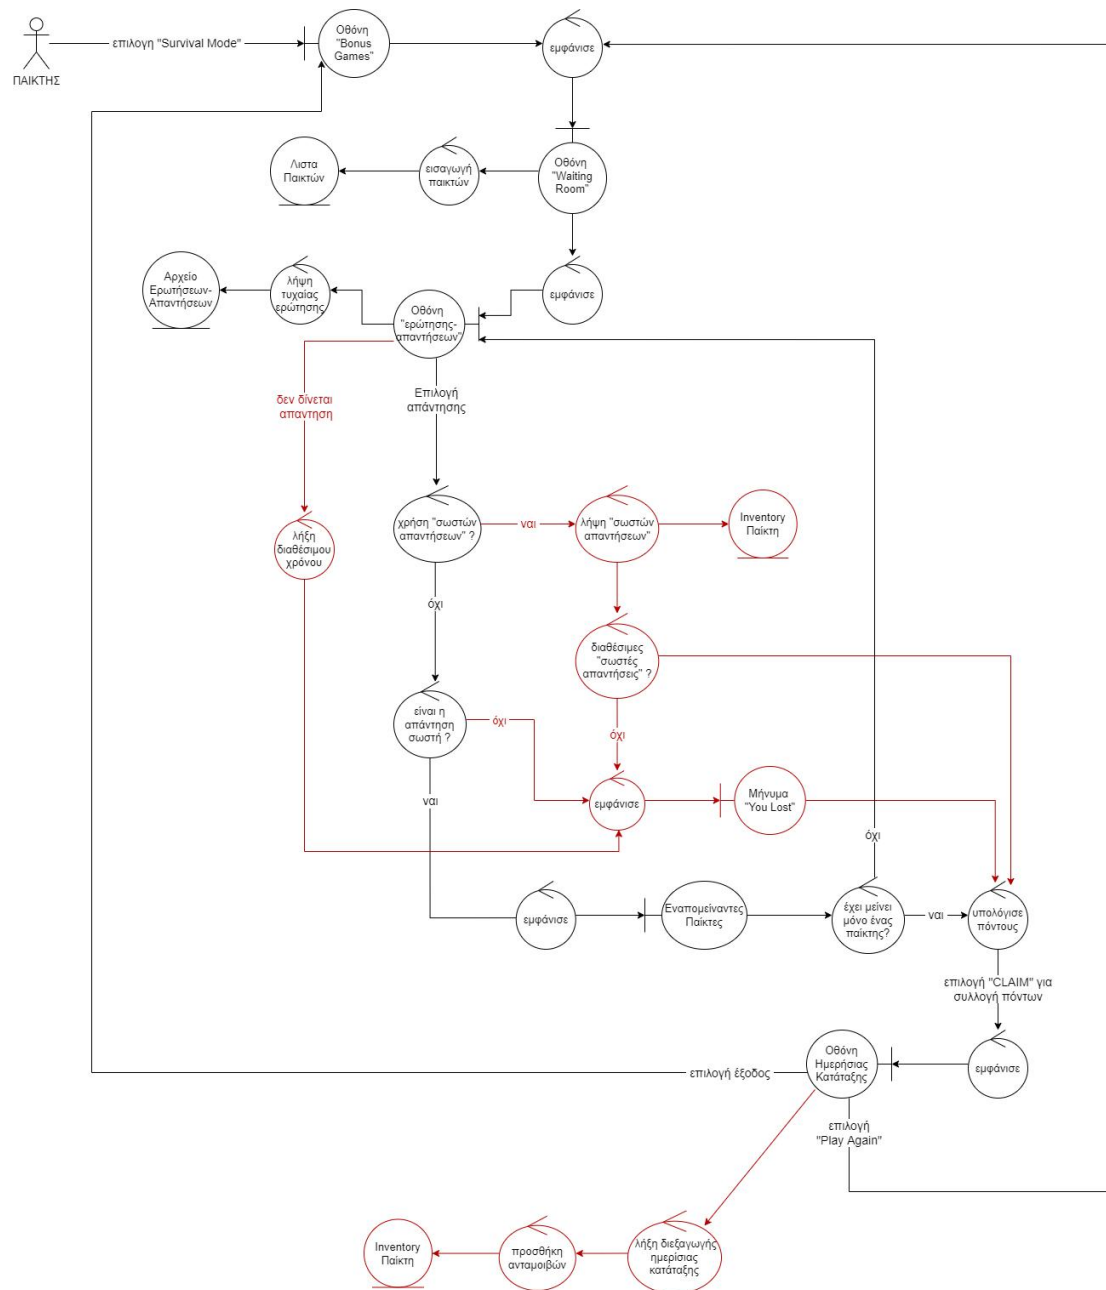 ΠΑΙΚΤΗΣ
επιλογη "Survival Mode"
Οθόνη
"Bonus
Games"
εμφάνισε
Λιστα
Παικτών
εισαγωγή
παικτών
Οθόνη
"Waiting
Room"
Αρχείο
Ερωτήσεων-
Απαντήσεων
λήψη
τυχαίας
ερώτησης
Οθόνη
"ερώτησης-
απαντήσεων"
εμφάνισε
δεν δίνεται
απαντηση
Επιλογή
απάντησης
λήξη
διαθέσιμου
χρόνου
χρήση "σωστών
απαντήσεων" ?
ναι
λήψη "σωστών
απαντήσεων"
Inventory
Παίκτη
όχι
διαθέσιμες
"σωστές
απαντήσεις" ?
είναι η
απάντηση
σωστή ?
όχι
όχι
ναι
εμφάνισε
Μήνυμα
"You Lost"
όχι
εμφάνισε
Εναπομείναντες
Παίκτες
έχει μείνει
μόνο ένας
παίκτης?
ναι
υπολόγισε
πόντους
επιλογή "CLAIM" για
συλλογή πόντων
επιλογή έξοδος
Οθόνη
Ημερήσιας
Κατάταξης
εμφάνισε
επιλογή
"Play Again"
Inventory
Παίκτη
προσθήκη
ανταμοιβών
λήξη διεξαγωγής
ημερίσιας
κατάταξης